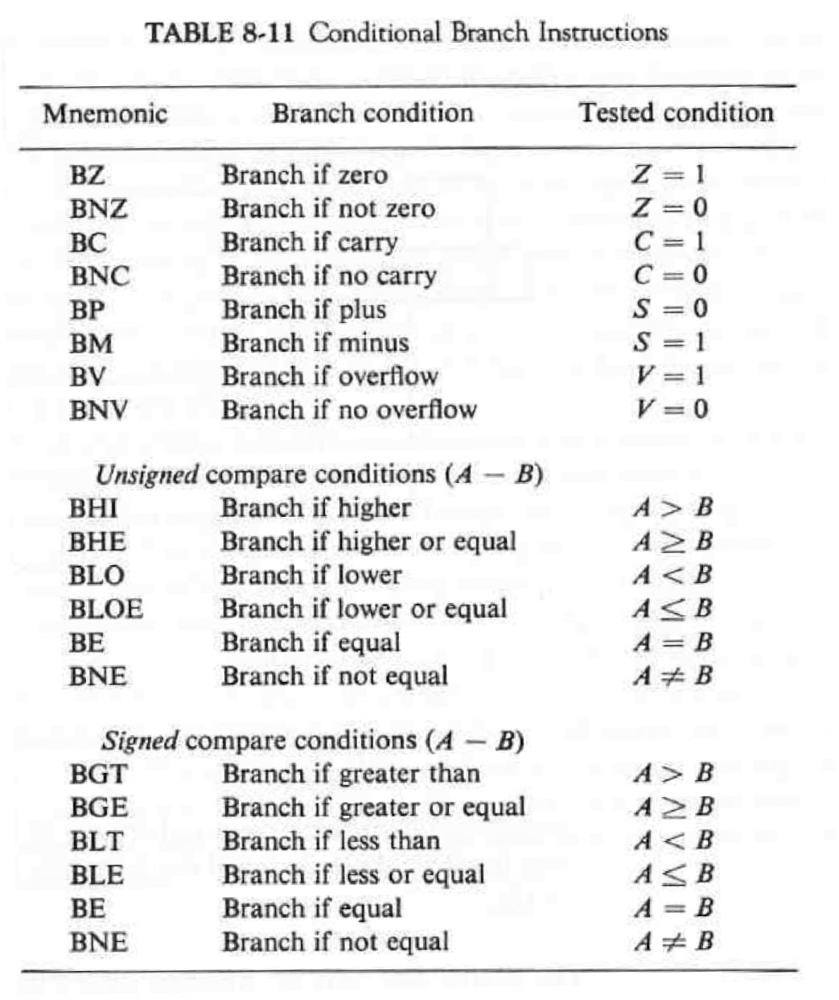 TABLE 8-11 Conditional Branch Instructions
Mnemonic Branch condition Tested condition
BZ Branch if zero Z = 1
BNZ Branch if not zero Z = 0
BC Branch if carry C = 1
BNC Branch if no carry C = 0
BP Branch if plus S = 0
BM Branch if minus S = 1
BV Branch if overflow V = 1
BNV Branch if no overflow V = 0
Unsigned compare conditions (A − B)
BHI Branch if higher A > B
BHE Branch if higher or equal A ≥ B
BLO Branch if lower A < B
BLOE Branch if lower or equal A ≤ B
BE Branch if equal A = B
BNE Branch if not equal A ≠ B
Signed compare conditions (A − B)
BGT Branch if greater than A > B
BGE Branch if greater or equal A ≥ B
BLT Branch if less than A < B
BLE Branch if less or equal A ≤ B
BE Branch if equal A = B
BNE Branch if not equal A ≠ B